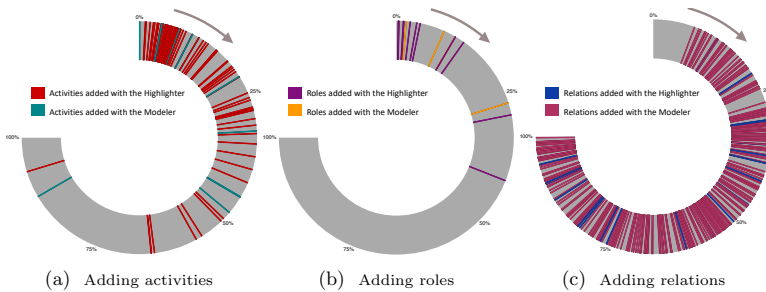 0%
Activities added with the Highlighter
Activities added with the Modeler
25%
50%
75%
100%
(a) Adding activities
0%
Roles added with the Highlighter
Roles added with the Modeler
25%
50%
75%
100%
(b) Adding roles
0%
Relations added with the Highlighter
Relations added with the Modeler
2
50%
75%
100%
(c) Adding relations